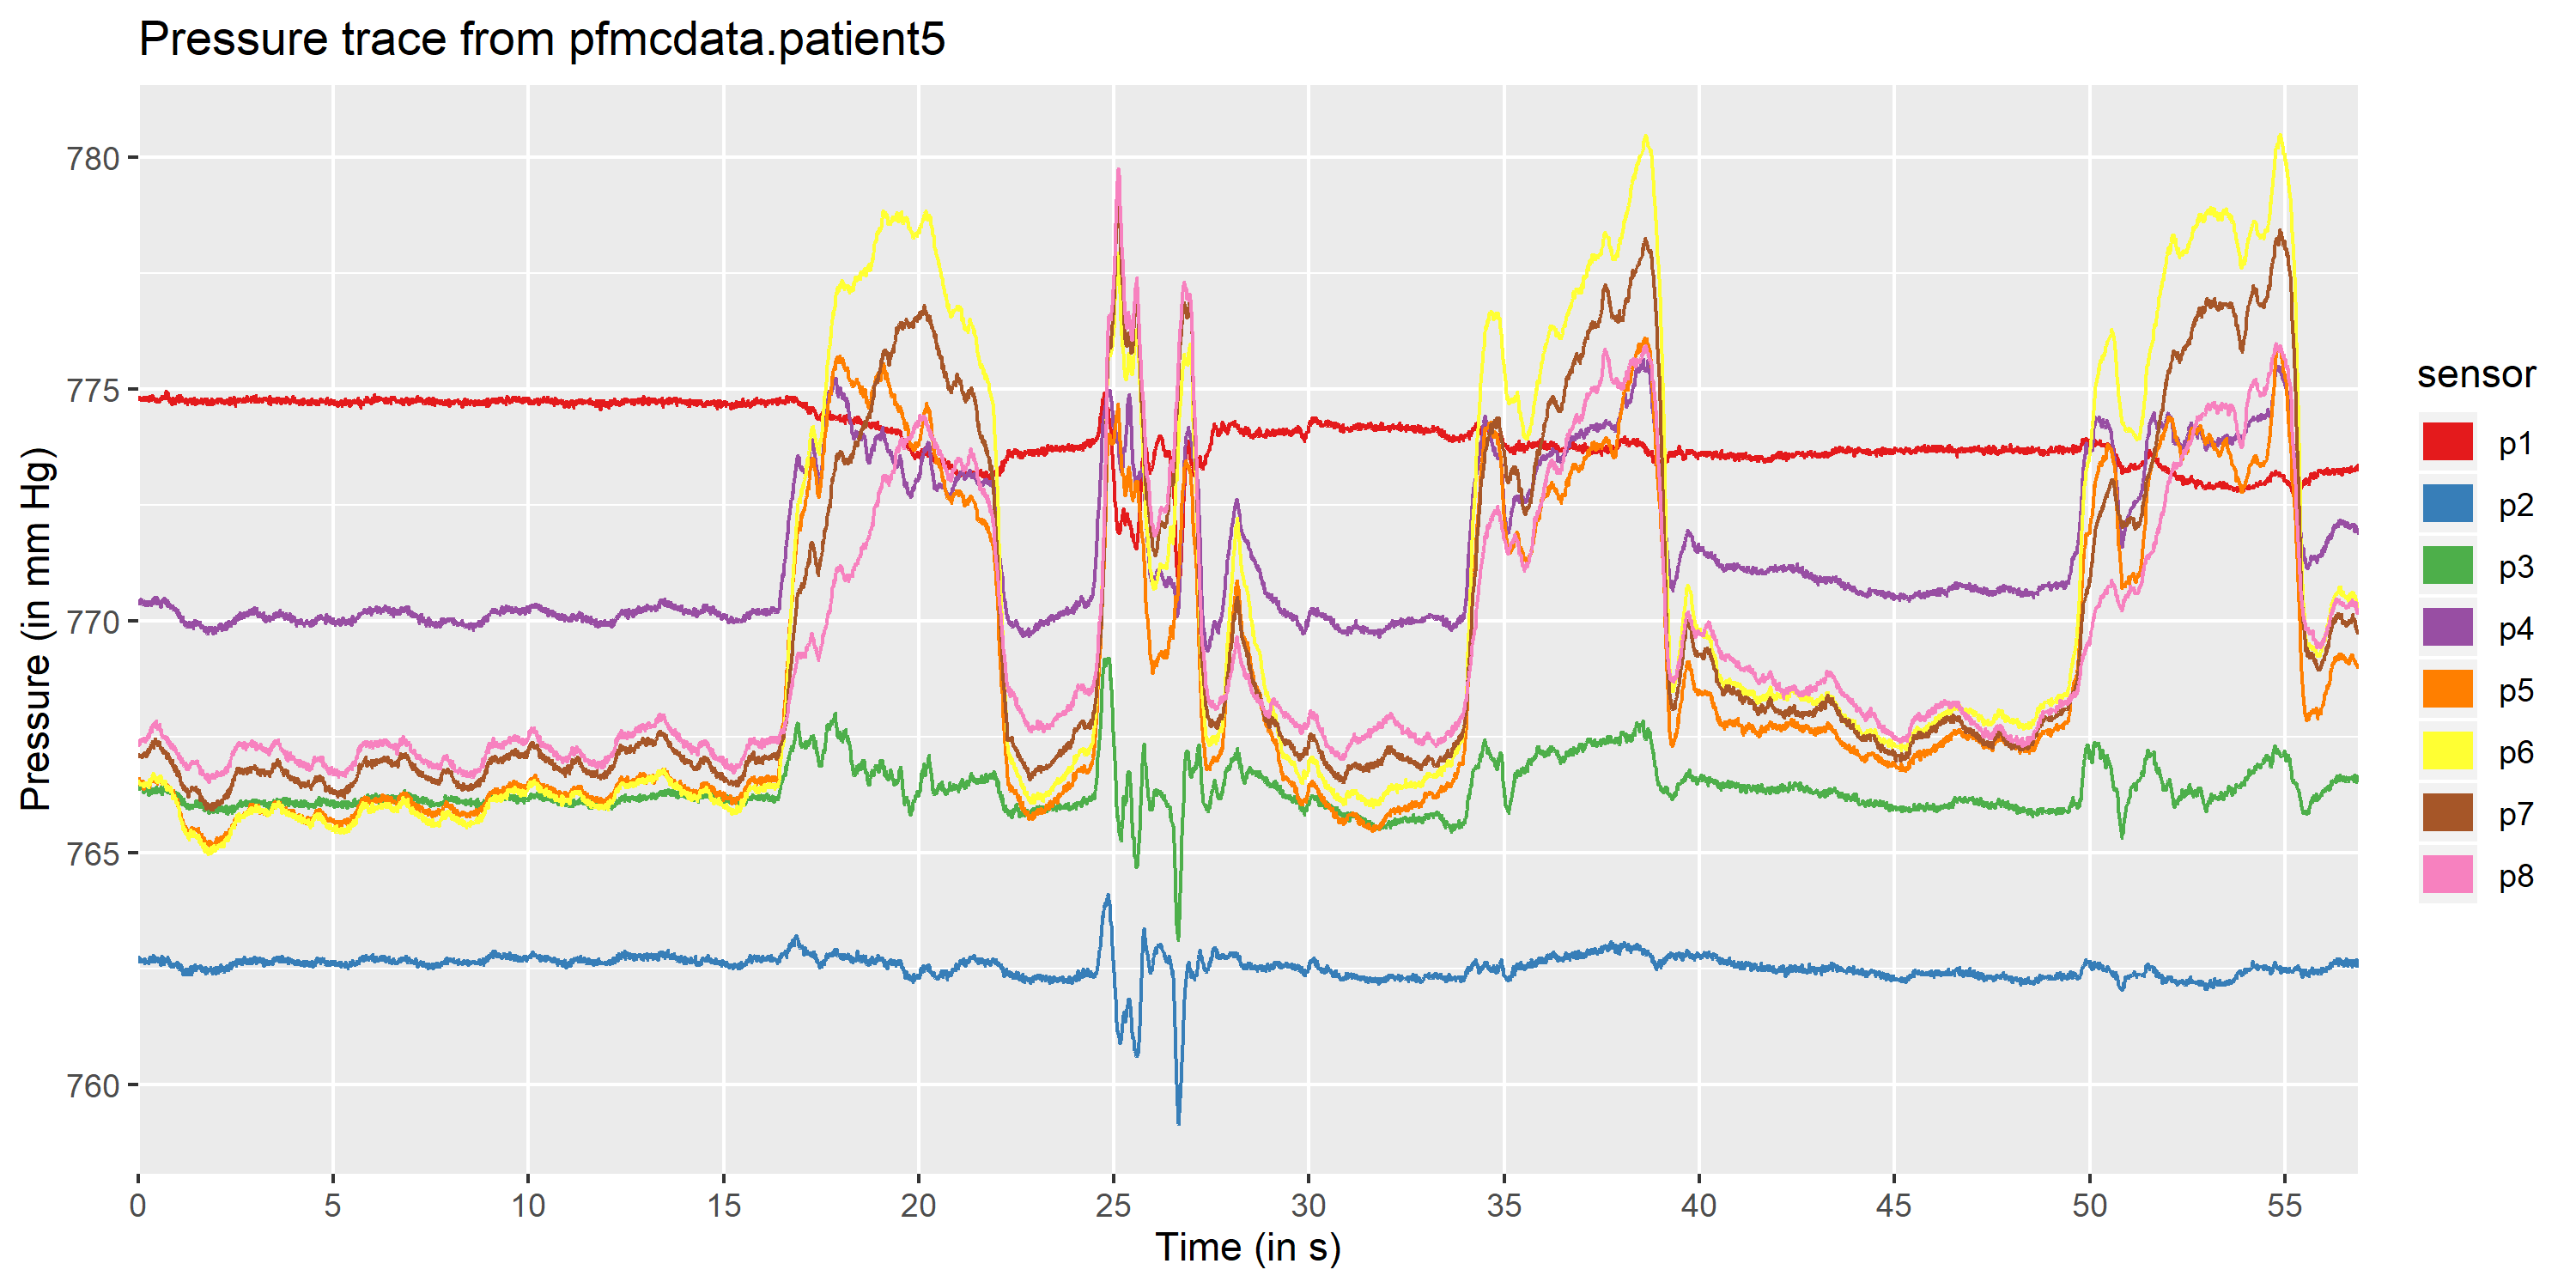 Pressure trace from pfmcdata.patient5
Pressure (in mm Hg)
780
775
770
765
760
0 5 10 15 20 25 30 35 40 45 50 55
Time (in s)
sensor
p1
p2
p3
p4
p5
p6
p7
p8